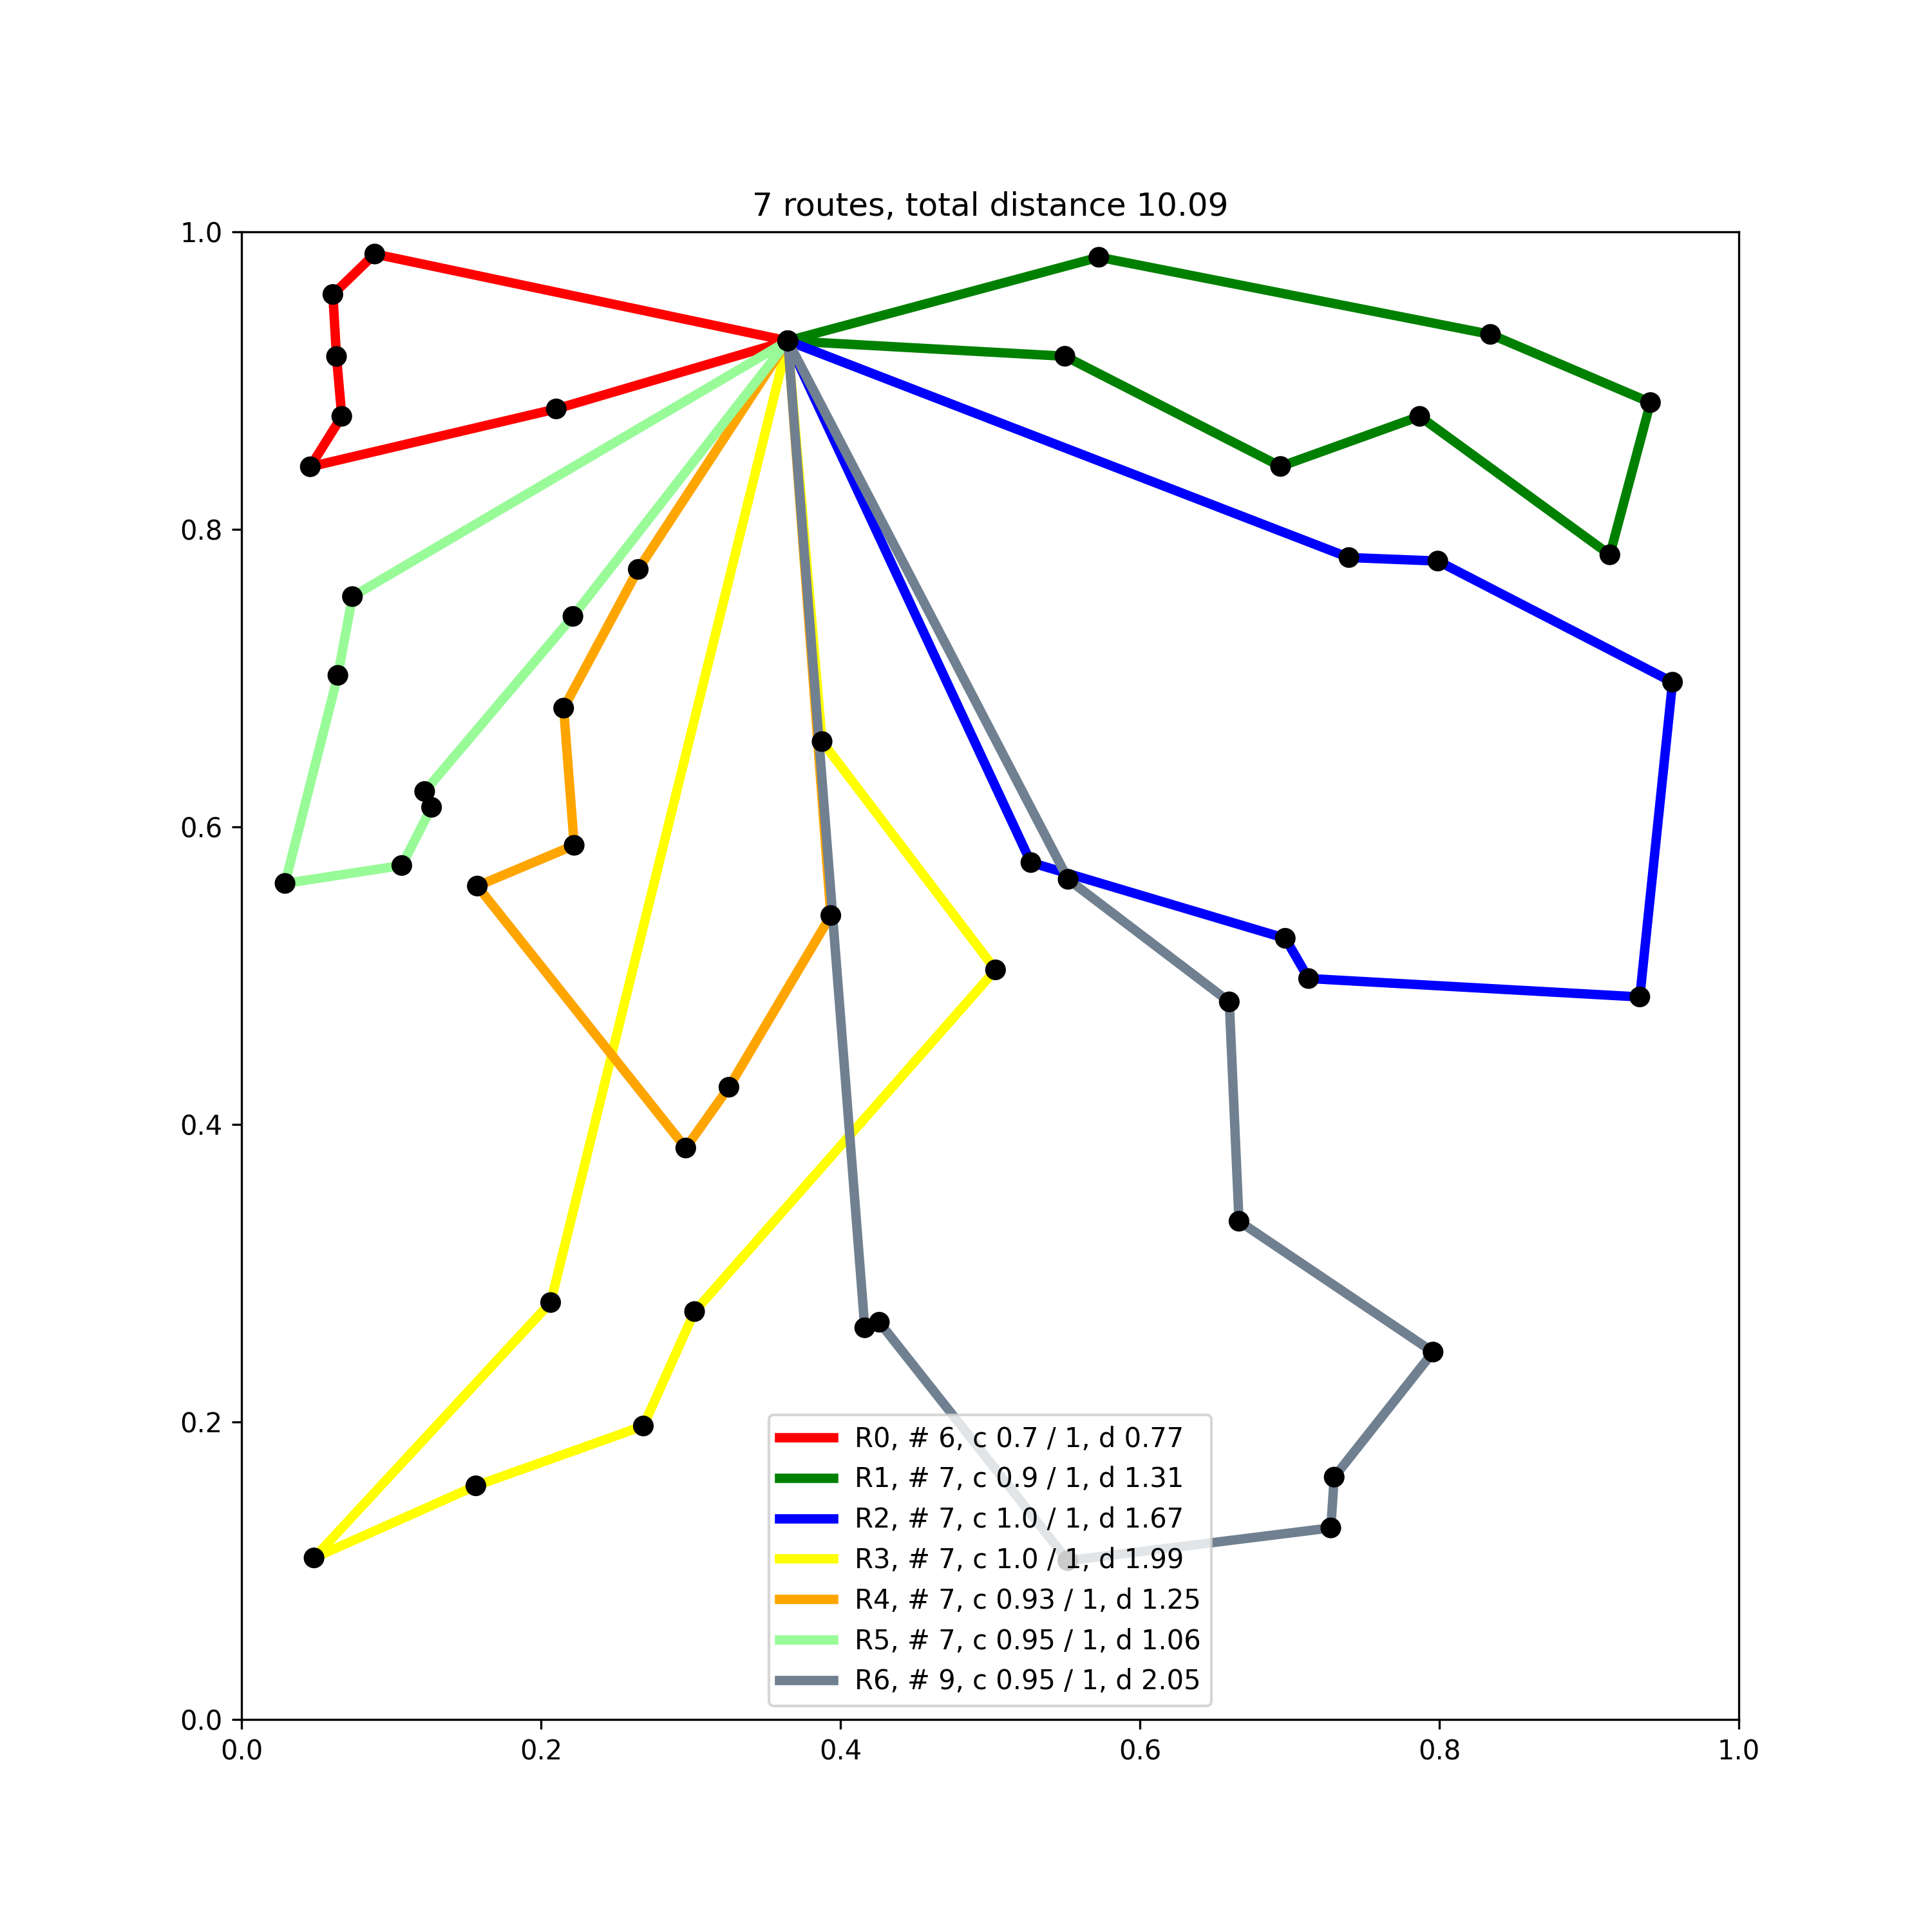 7 routes, total distance 10.09
1.0
0.8
0.6
0.4
0.2
0.0
R0, # 6, c 0.7 / 1, d 0.77
R1, # 7, c 0.9 / 1, d 1.31
R2, # 7, c 1.0 / 1, d 1.67
R3, # 7, c 1.0 / 1, d 1.99
R4, # 7, c 0.93 / 1, d 1.25
R5, # 7, c 0.95 / 1, d 1.06
R6, # 9, c 0.95 / 1, d 2.05
0.0 0.2 0.4 0.6 0.8 1.0